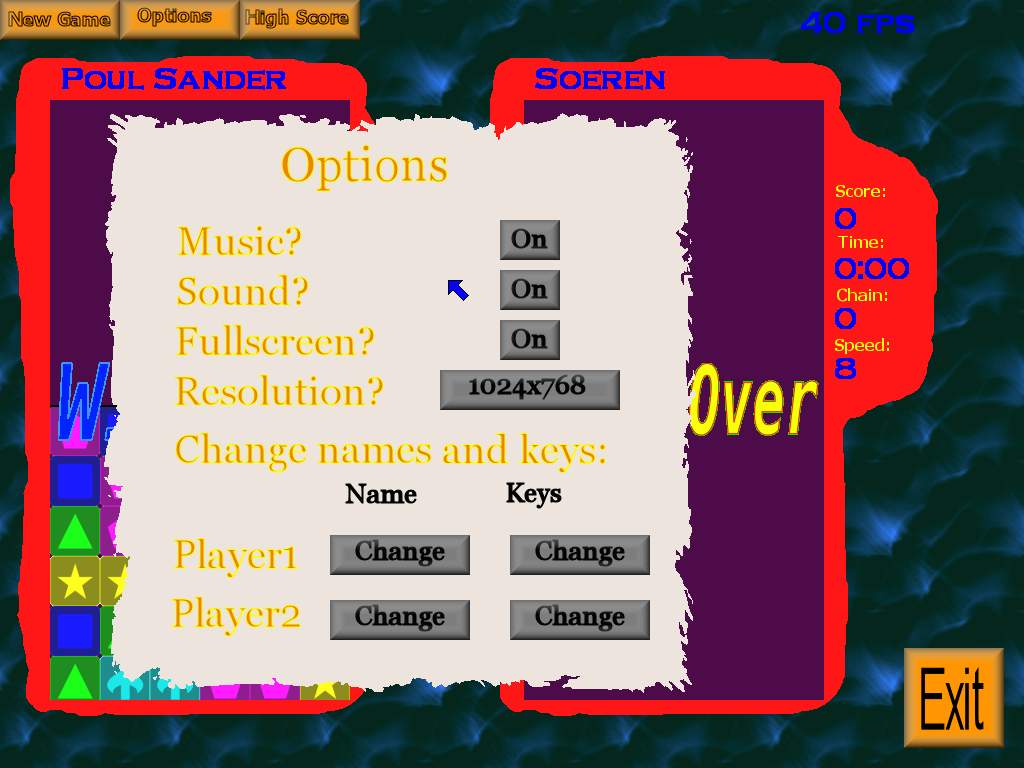 New Game Options High Score
40 FPS
Poul Sander
Soeren
Options
Music? On
Sound? On
Fullscreen? On
Resolution? 1024x768
Change names and keys:
Name Keys
Player1 Change Change
Player2 Change Change
Over
Score:
0
Time:
0:00
Chain:
0
Speed:
8
Exit